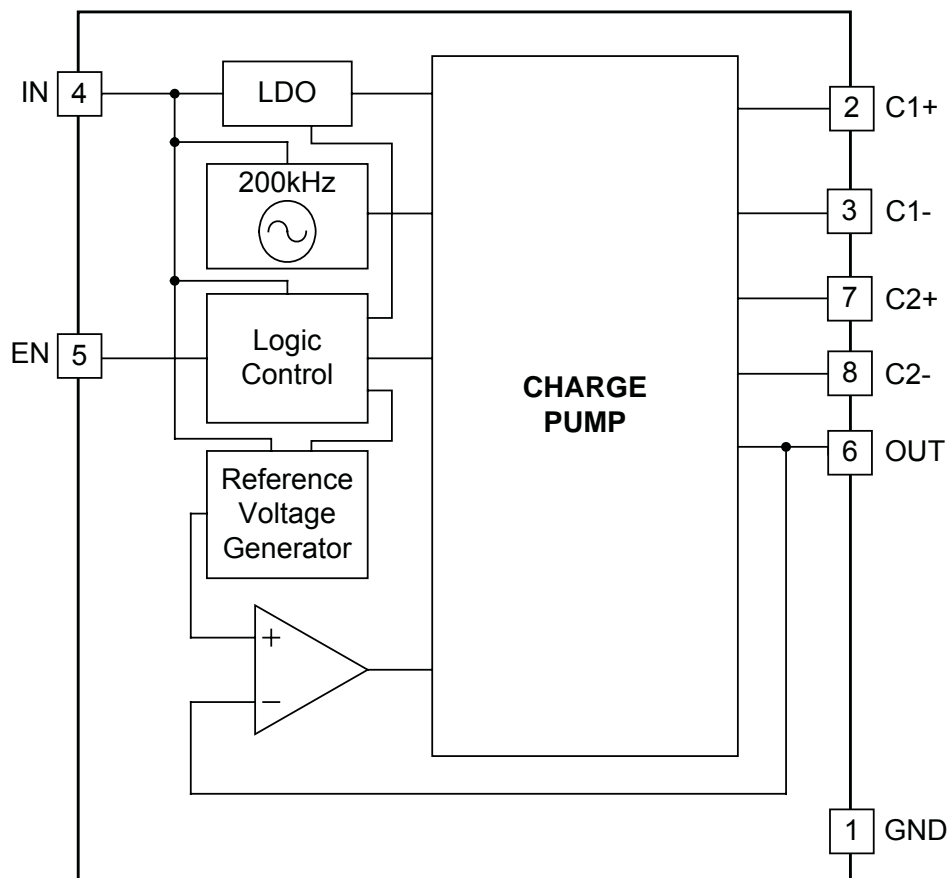 IN
4
LDO
2
C1+
200kHz
3
C1-
7
C2+
EN
5
Logic
Control
8
C2-
CHARGE
PUMP
6
OUT
Reference
Voltage
Generator
+
−
1
GND